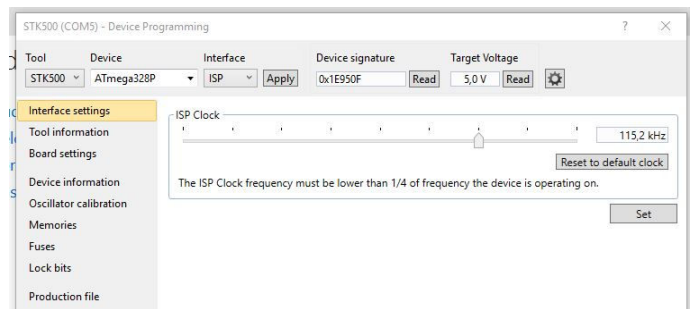 STK500 (COM5) - Device Programming
Tool Device Interface Device signature Target Voltage
STK500 ATmega328P ISP Apply 0x1E950F Read 5,0 V Read
Interface settings
Tool information
Board settings
Device information
Oscillator calibration
Memories
Fuses
Lock bits
Production file
ISP Clock
115,2 kHz
Reset to default clock
The ISP Clock frequency must be lower than 1/4 of frequency the device is operating on.
Set